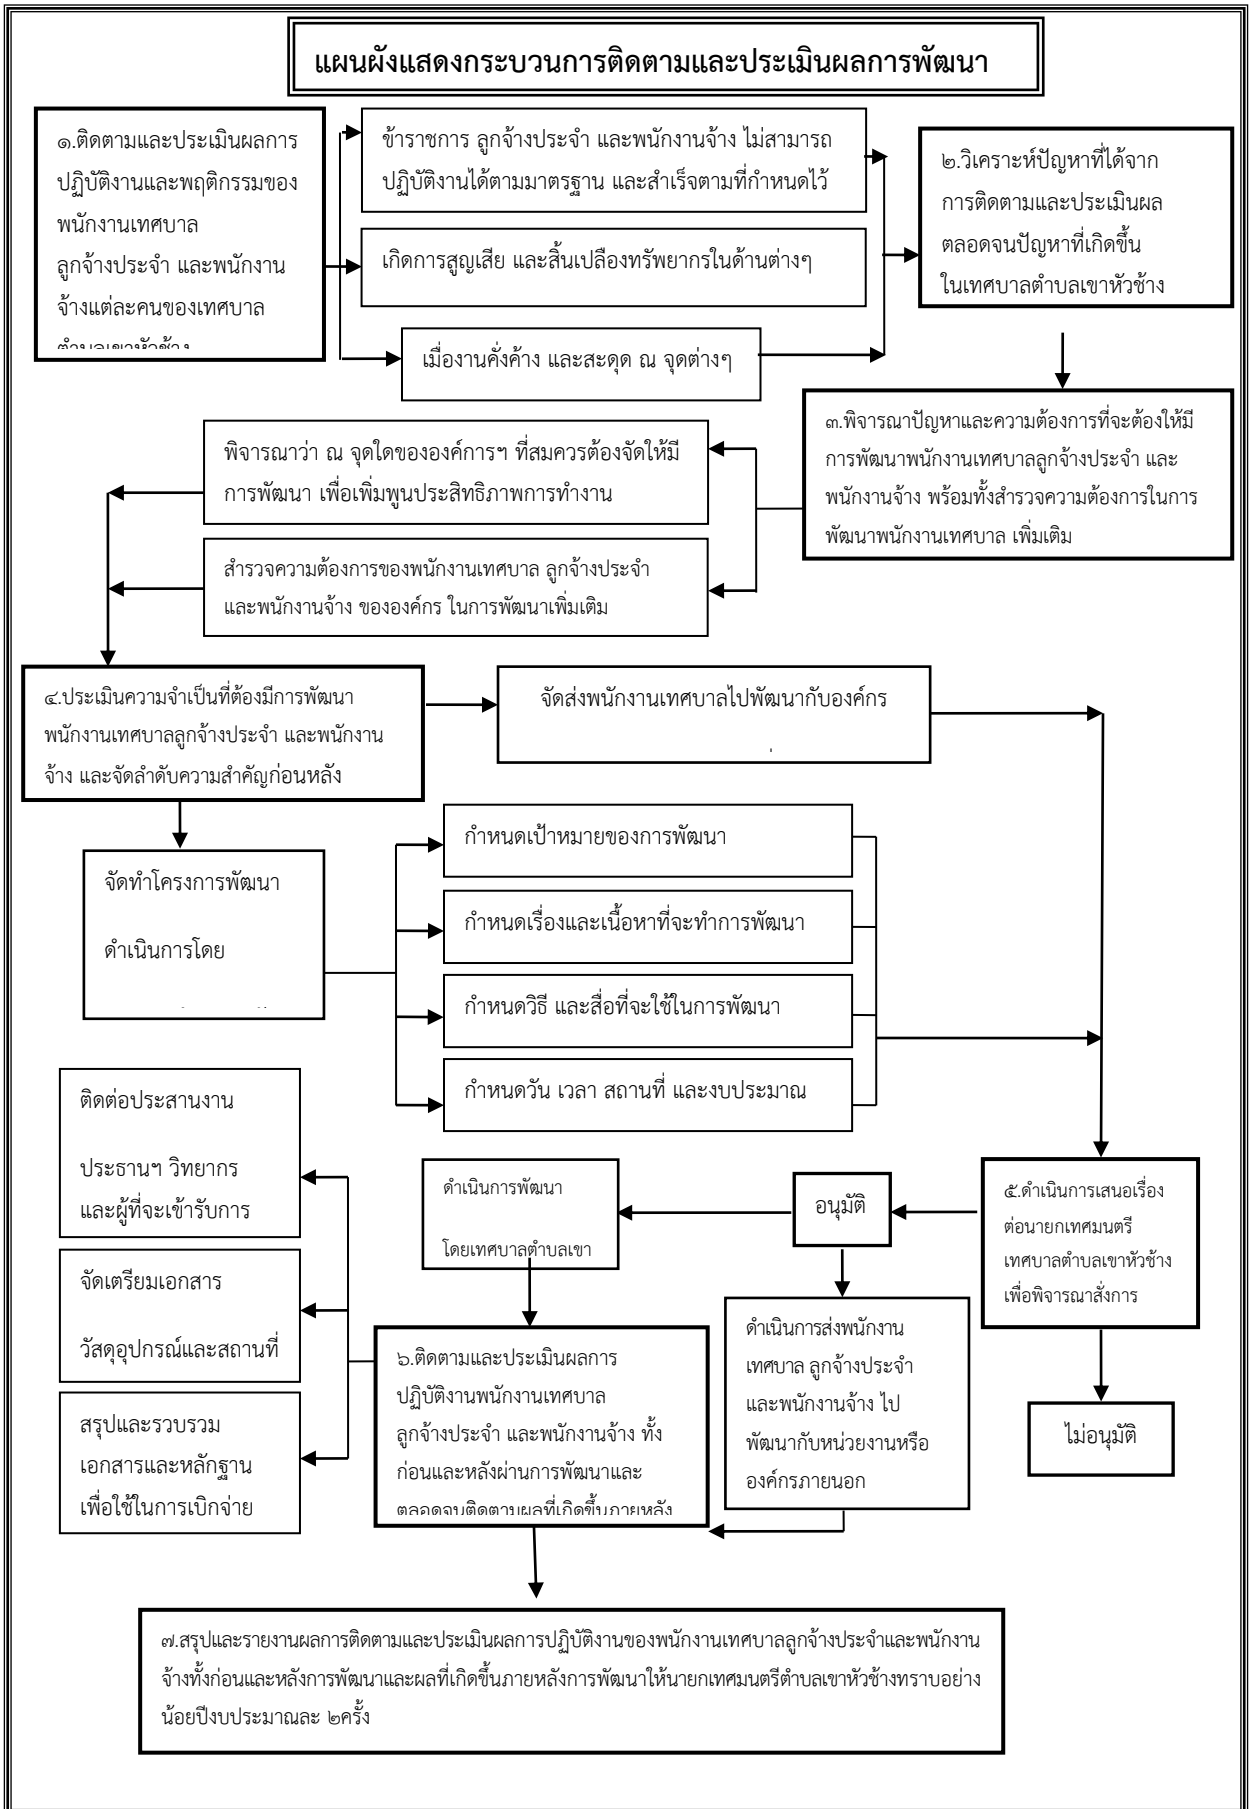 แผนผังแสดงกระบวนการติดตามและประเมินผลการพัฒนา
๑.ติดตามและประเมินผลการ
ปฏิบัติงานและพฤติกรรมของ
พนักงานเทศบาล
ลูกจ้างประจำ และพนักงาน
จ้างแต่ละคนของเทศบาล
ตำบลเขาหัวช้าง
ข้าราชการ ลูกจ้างประจำ และพนักงานจ้าง ไม่สามารถ
ปฏิบัติงานได้ตามมาตรฐาน และสำเร็จตามที่กำหนดไว้
เกิดการสูญเสีย และสิ้นเปลืองทรัพยากรในด้านต่างๆ
เมื่องานคั่งค้าง และสะดุด ณ จุดต่างๆ
๒.วิเคราะห์ปัญหาที่ได้จาก
การติดตามและประเมินผล
ตลอดจนปัญหาที่เกิดขึ้น
ในเทศบาลตำบลเขาหัวช้าง
๓.พิจารณาปัญหาและความต้องการที่จะต้องให้มี
การพัฒนาพนักงานเทศบาลลูกจ้างประจำ และ
พนักงานจ้าง พร้อมทั้งสำรวจความต้องการในการ
พัฒนาพนักงานเทศบาล เพิ่มเติม
พิจารณาว่า ณ จุดใดขององค์การฯ ที่สมควรต้องจัดให้มี
การพัฒนา เพื่อเพิ่มพูนประสิทธิภาพการทำงาน
สำรวจความต้องการของพนักงานเทศบาล ลูกจ้างประจำ
และพนักงานจ้าง ขององค์กร ในการพัฒนาเพิ่มเติม
๔.ประเมินความจำเป็นที่ต้องมีการพัฒนา
พนักงานเทศบาลลูกจ้างประจำ และพนักงาน
จ้าง และจัดลำดับความสำคัญก่อนหลัง
จัดส่งพนักงานเทศบาลไปพัฒนากับองค์กร
จัดทำโครงการพัฒนา
ดำเนินการโดย
กำหนดเป้าหมายของการพัฒนา
กำหนดเรื่องและเนื้อหาที่จะทำการพัฒนา
กำหนดวิธี และสื่อที่จะใช้ในการพัฒนา
กำหนดวัน เวลา สถานที่ และงบประมาณ
๕.ดำเนินการเสนอเรื่อง
ต่อนายกเทศมนตรี
เทศบาลตำบลเขาหัวช้าง
เพื่อพิจารณาสั่งการ
อนุมัติ
ไม่อนุมัติ
ดำเนินการพัฒนา
โดยเทศบาลตำบลเขา
ดำเนินการส่งพนักงาน
เทศบาล ลูกจ้างประจำ
และพนักงานจ้าง ไป
พัฒนากับหน่วยงานหรือ
องค์กรภายนอก
๖.ติดตามและประเมินผลการ
ปฏิบัติงานพนักงานเทศบาล
ลูกจ้างประจำ และพนักงานจ้าง ทั้ง
ก่อนและหลังผ่านการพัฒนาและ
ตลอดจนติดตามผลที่เกิดขึ้นภายหลัง
ติดต่อประสานงาน
ประธานฯ วิทยากร
และผู้ที่จะเข้ารับการ
จัดเตรียมเอกสาร
วัสดุอุปกรณ์และสถานที่
สรุปและรวบรวม
เอกสารและหลักฐาน
เพื่อใช้ในการเบิกจ่าย
๗.สรุปและรายงานผลการติดตามและประเมินผลการปฏิบัติงานของพนักงานเทศบาลลูกจ้างประจำและพนักงาน
จ้างทั้งก่อนและหลังการพัฒนาและผลที่เกิดขึ้นภายหลังการพัฒนาให้นายกเทศมนตรีตำบลเขาหัวช้างทราบอย่าง
น้อยปีงบประมาณละ ๒ครั้ง